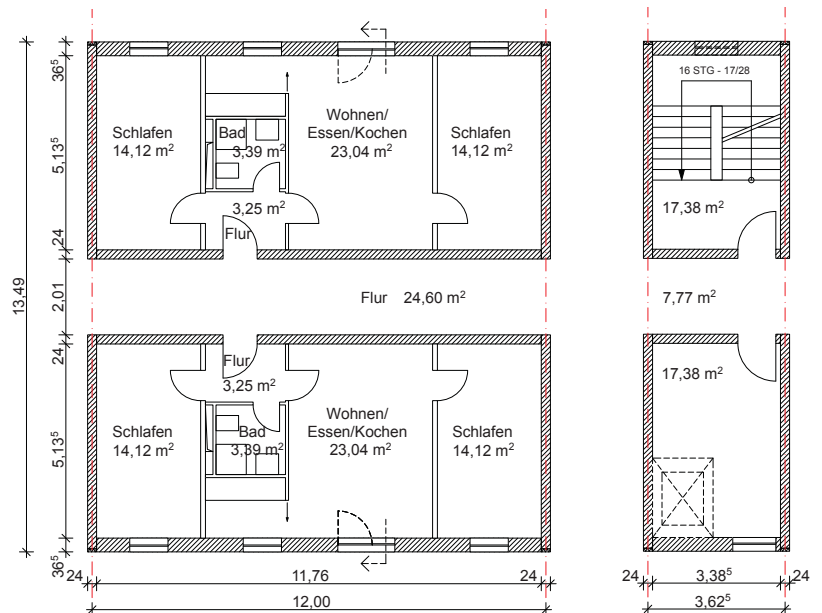 16 STG - 17/28
Schlafen
14,12 m²
Bad
3,39 m²
Wohnen/
Essen/Kochen
23,04 m²
Schlafen
14,12 m²
3,25 m²
Flur
17,38 m²
Flur 24,60 m²
7,77 m²
Flur
3,25 m²
17,38 m²
Schlafen
14,12 m²
Bad
3,39 m²
Wohnen/
Essen/Kochen
23,04 m²
Schlafen
14,12 m²
13,49
36⁵
5,13⁵
24
2,01
24
5,13⁵
36⁵
24 11,76 24
12,00
24 3,38⁵ 24
3,62⁵